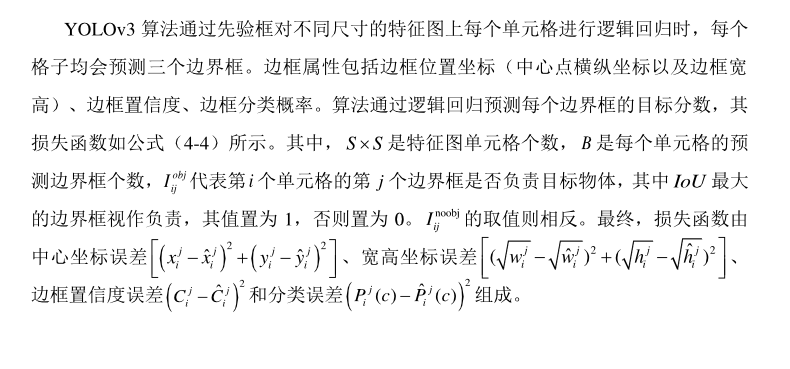 YOLOv3 算法通过先验框对不同尺寸的特征图上每个单元格进行逻辑回归时，每个
格子均会预测三个边界框。边框属性包括边框位置坐标（中心点横纵坐标以及边框宽
高）、边框置信度、边框分类概率。算法通过逻辑回归预测每个边界框的目标分数，其
损失函数如公式（4-4）所示。其中，$S \times S$ 是特征图单元格个数，$B$ 是每个单元格的预
测边界框个数，$I_{ij}^{obj}$ 代表第 $i$ 个单元格的第 $j$ 个边界框是否负责目标物体，其中 $IoU$ 最大
的边界框视作负责，其值置为 1，否则置为 0。$I_{ij}^{\text{noobj}}$ 的取值则相反。最终，损失函数由
中心坐标误差$\left[\left(x_i^j-\hat{x}_i^j\right)^2+\left(y_i^j-\hat{y}_i^j\right)^2\right]$、宽高坐标误差$\left[(\sqrt{w_i^j}-\sqrt{\hat{w}_i^j})^2+(\sqrt{h_i^j}-\sqrt{\hat{h}_i^j})^2\right]$、
边框置信度误差$\left(C_i^j-\hat{C}_i^j\right)^2$和分类误差$\left(P_i^j(c)-\hat{P}_i^j(c)\right)^2$组成。